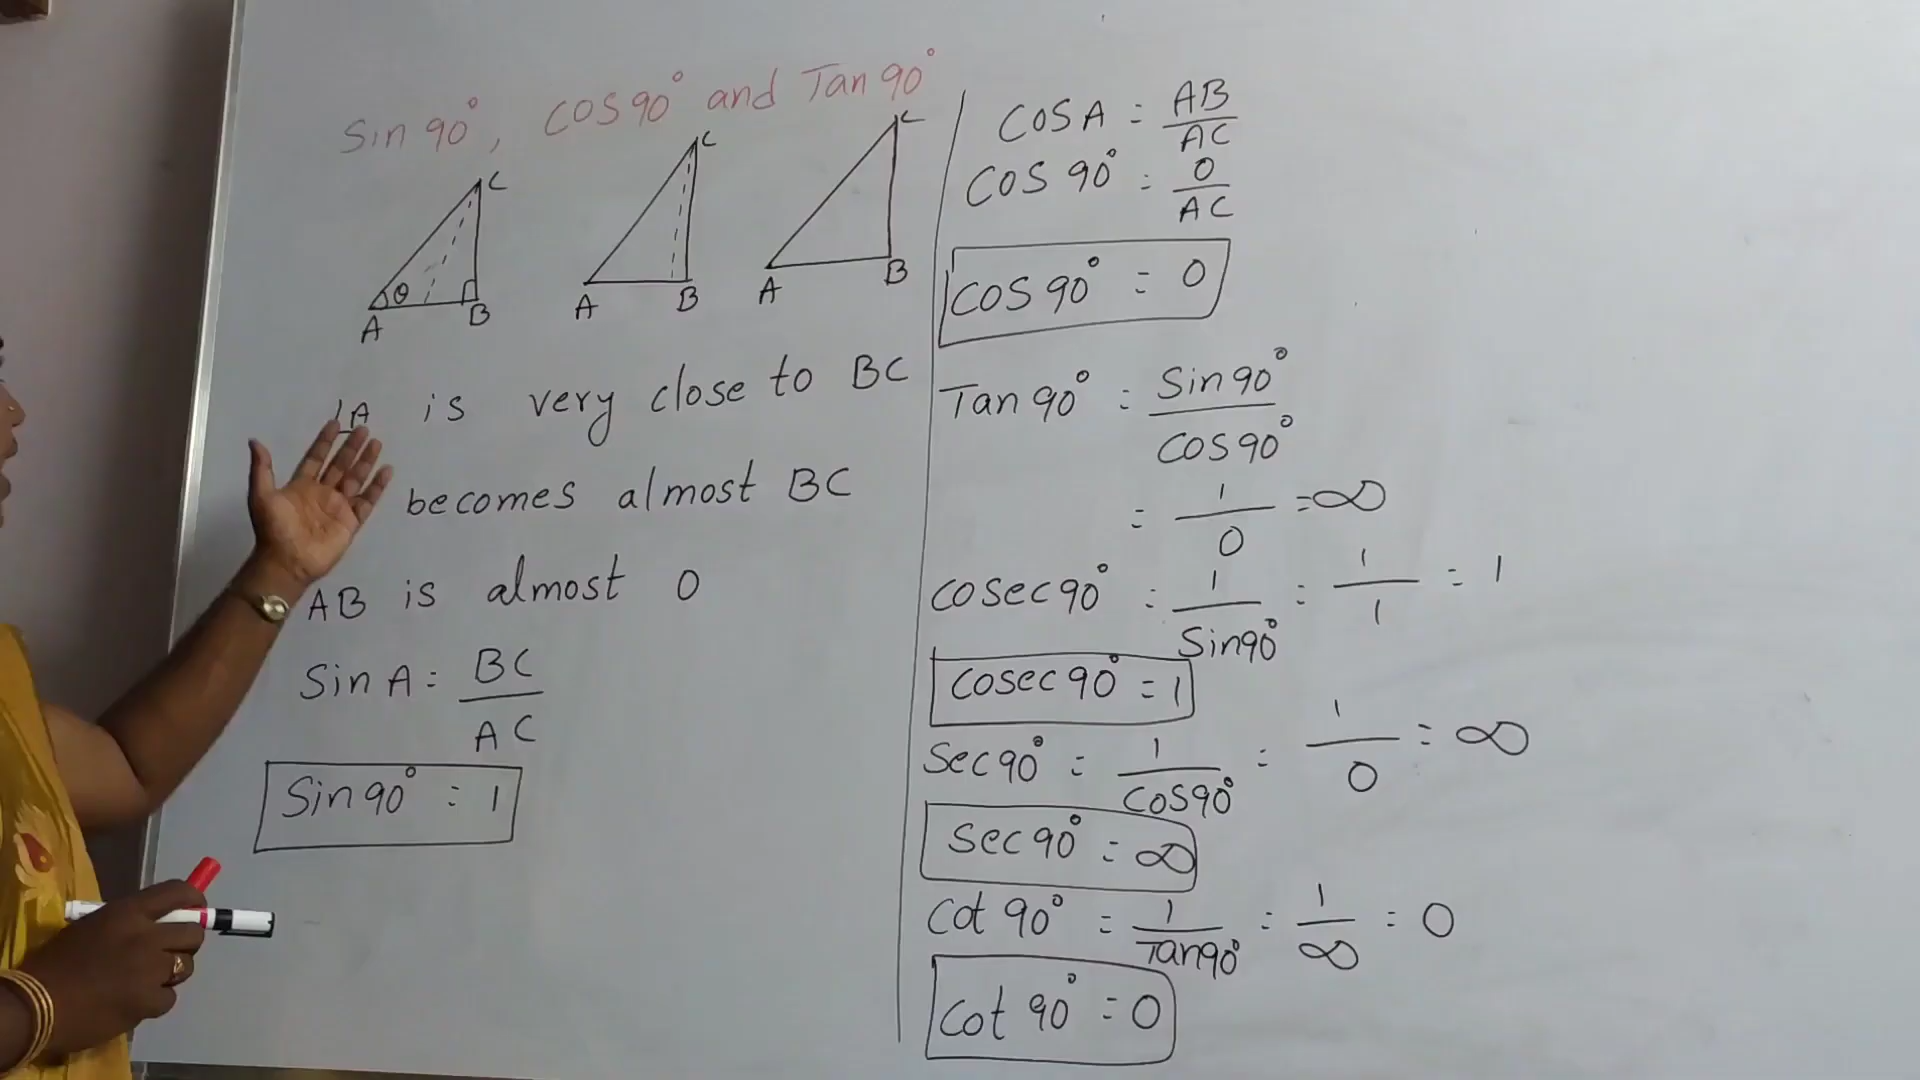 Sin 90°, COS 90° and Tan 90°
C
θ
A B
C
A B
C
A B
∠A is very close to BC
becomes almost BC
AB is almost 0
Sin A = BC / AC
Sin 90° = 1
COS A = AB / AC
COS 90° = 0 / AC
COS 90° = 0
Tan 90° = Sin 90° / COS 90°
= 1 / 0 = ∞
Cosec 90° = 1 / Sin 90° = 1 / 1 = 1
Cosec 90° = 1
Sec 90° = 1 / COS 90° = 1 / 0 = ∞
Sec 90° = ∞
Cot 90° = 1 / Tan 90° = 1 / ∞ = 0
Cot 90° = 0